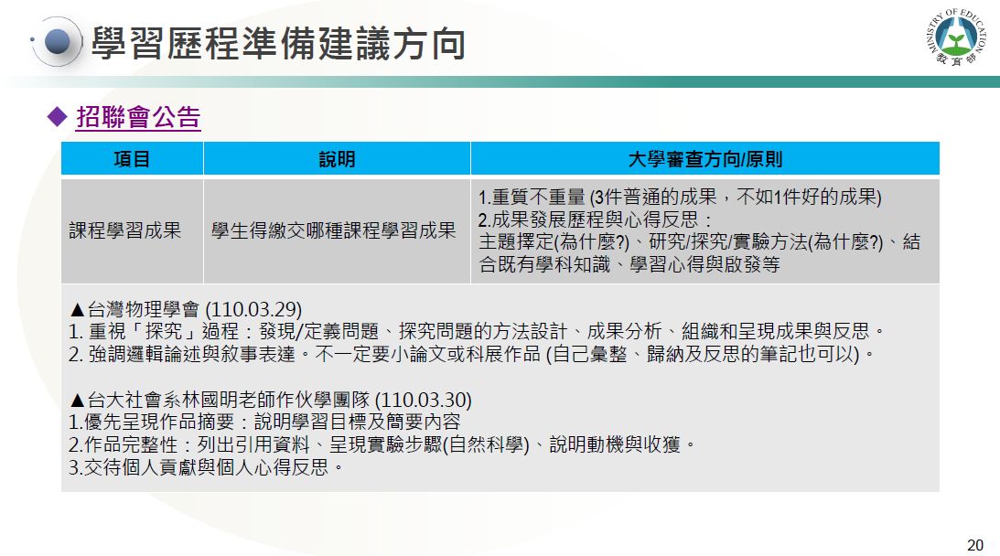 學習歷程準備建議方向
MINISTRY OF EDUCATION
教育部
招聯會公告
項目
說明
大學審查方向/原則
課程學習成果
學生得繳交哪種課程學習成果
1.重質不重量 (3件普通的成果，不如1件好的成果)
2.成果發展歷程與心得反思：
主題擇定(為什麼?)、研究/探究/實驗方法(為什麼?)、結
合既有學科知識、學習心得與啟發等
▲台灣物理學會 (110.03.29)
1. 重視「探究」過程：發現/定義問題、探究問題的方法設計、成果分析、組織和呈現成果與反思。
2. 強調邏輯論述與敘事表達。不一定要小論文或科展作品 (自己彙整、歸納及反思的筆記也可以)。
▲台大社會系林國明老師作伙學團隊 (110.03.30)
1.優先呈現作品摘要：說明學習目標及簡要內容
2.作品完整性：列出引用資料、呈現實驗步驟(自然科學)、說明動機與收獲。
3.交待個人貢獻與個人心得反思。
20